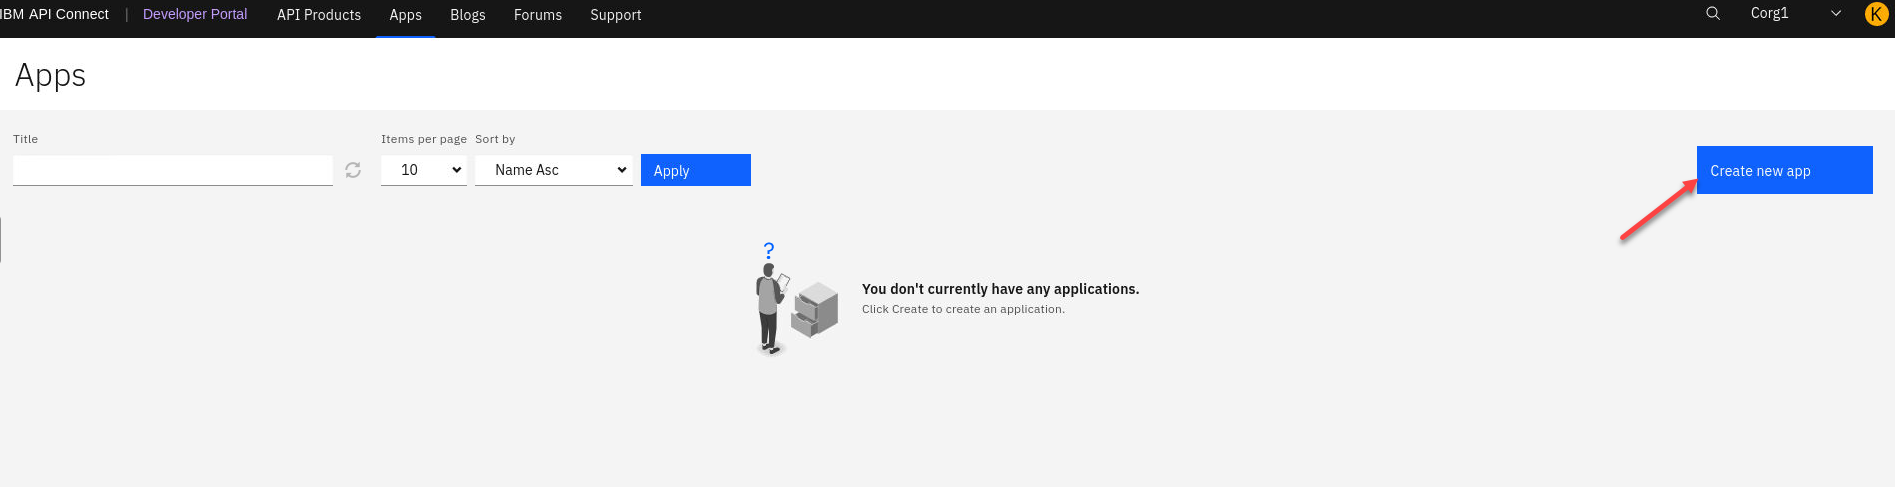 IBM API Connect | Developer Portal API Products Apps Blogs Forums Support Corg1 K
Apps
Title Items per page Sort by
10 Name Asc Apply Create new app
?
You don't currently have any applications.
Click Create to create an application.